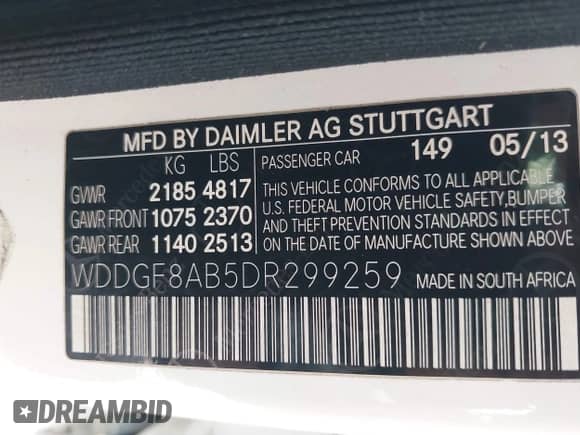 MFD BY DAIMLER AG STUTTGART
KG LBS PASSENGER CAR 149 05/13
GVWR 2185 4817
GAWR FRONT 1075 2370
GAWR REAR 1140 2513
THIS VEHICLE CONFORMS TO ALL APPLICABLE
U.S. FEDERAL MOTOR VEHICLE SAFETY,BUMPER
AND THEFT PREVENTION STANDARDS IN EFFECT
ON THE DATE OF MANUFACTURE SHOWN ABOVE.
WDDGF8AB5DR299259 MADE IN SOUTH AFRICA
DREAMBID